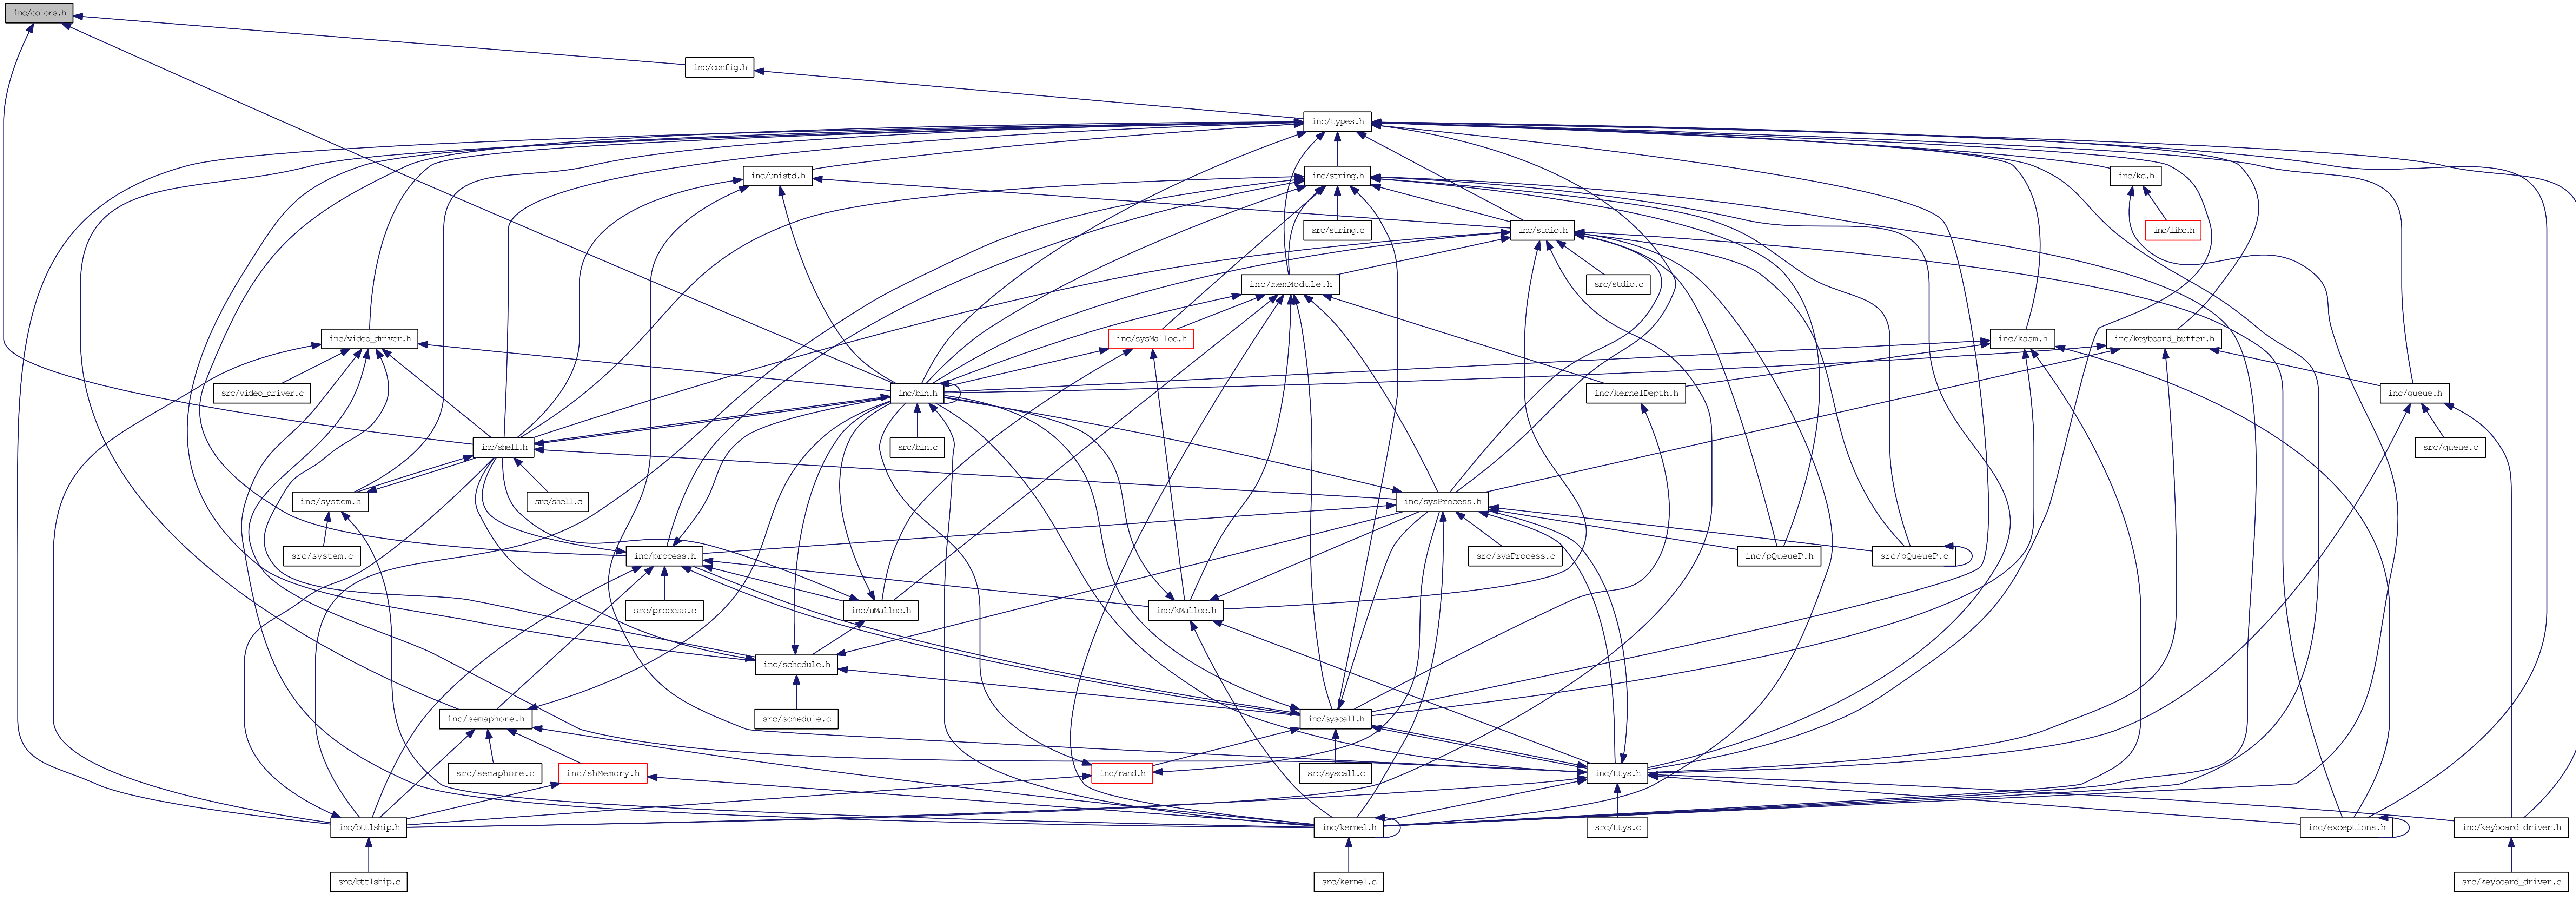 inc/colors.h
inc/config.h
inc/types.h
inc/unistd.h
inc/string.h
inc/kc.h
src/string.c
inc/stdio.h
inc/libc.h
inc/memModule.h
src/stdio.c
inc/video_driver.h
inc/sysMalloc.h
inc/kasm.h
inc/keyboard_buffer.h
src/video_driver.c
inc/bin.h
inc/kernelDepth.h
inc/queue.h
inc/shell.h
src/bin.c
src/queue.c
inc/system.h
src/shell.c
inc/sysProcess.h
src/system.c
inc/process.h
src/sysProcess.c
inc/pQueueP.h
src/pQueueP.c
src/process.c
inc/uMalloc.h
inc/kMalloc.h
inc/schedule.h
inc/semaphore.h
src/schedule.c
inc/syscall.h
src/semaphore.c
inc/shMemory.h
inc/rand.h
src/syscall.c
inc/ttys.h
inc/bttlship.h
inc/kernel.h
src/ttys.c
inc/exceptions.h
inc/keyboard_driver.h
src/bttlship.c
src/kernel.c
src/keyboard_driver.c